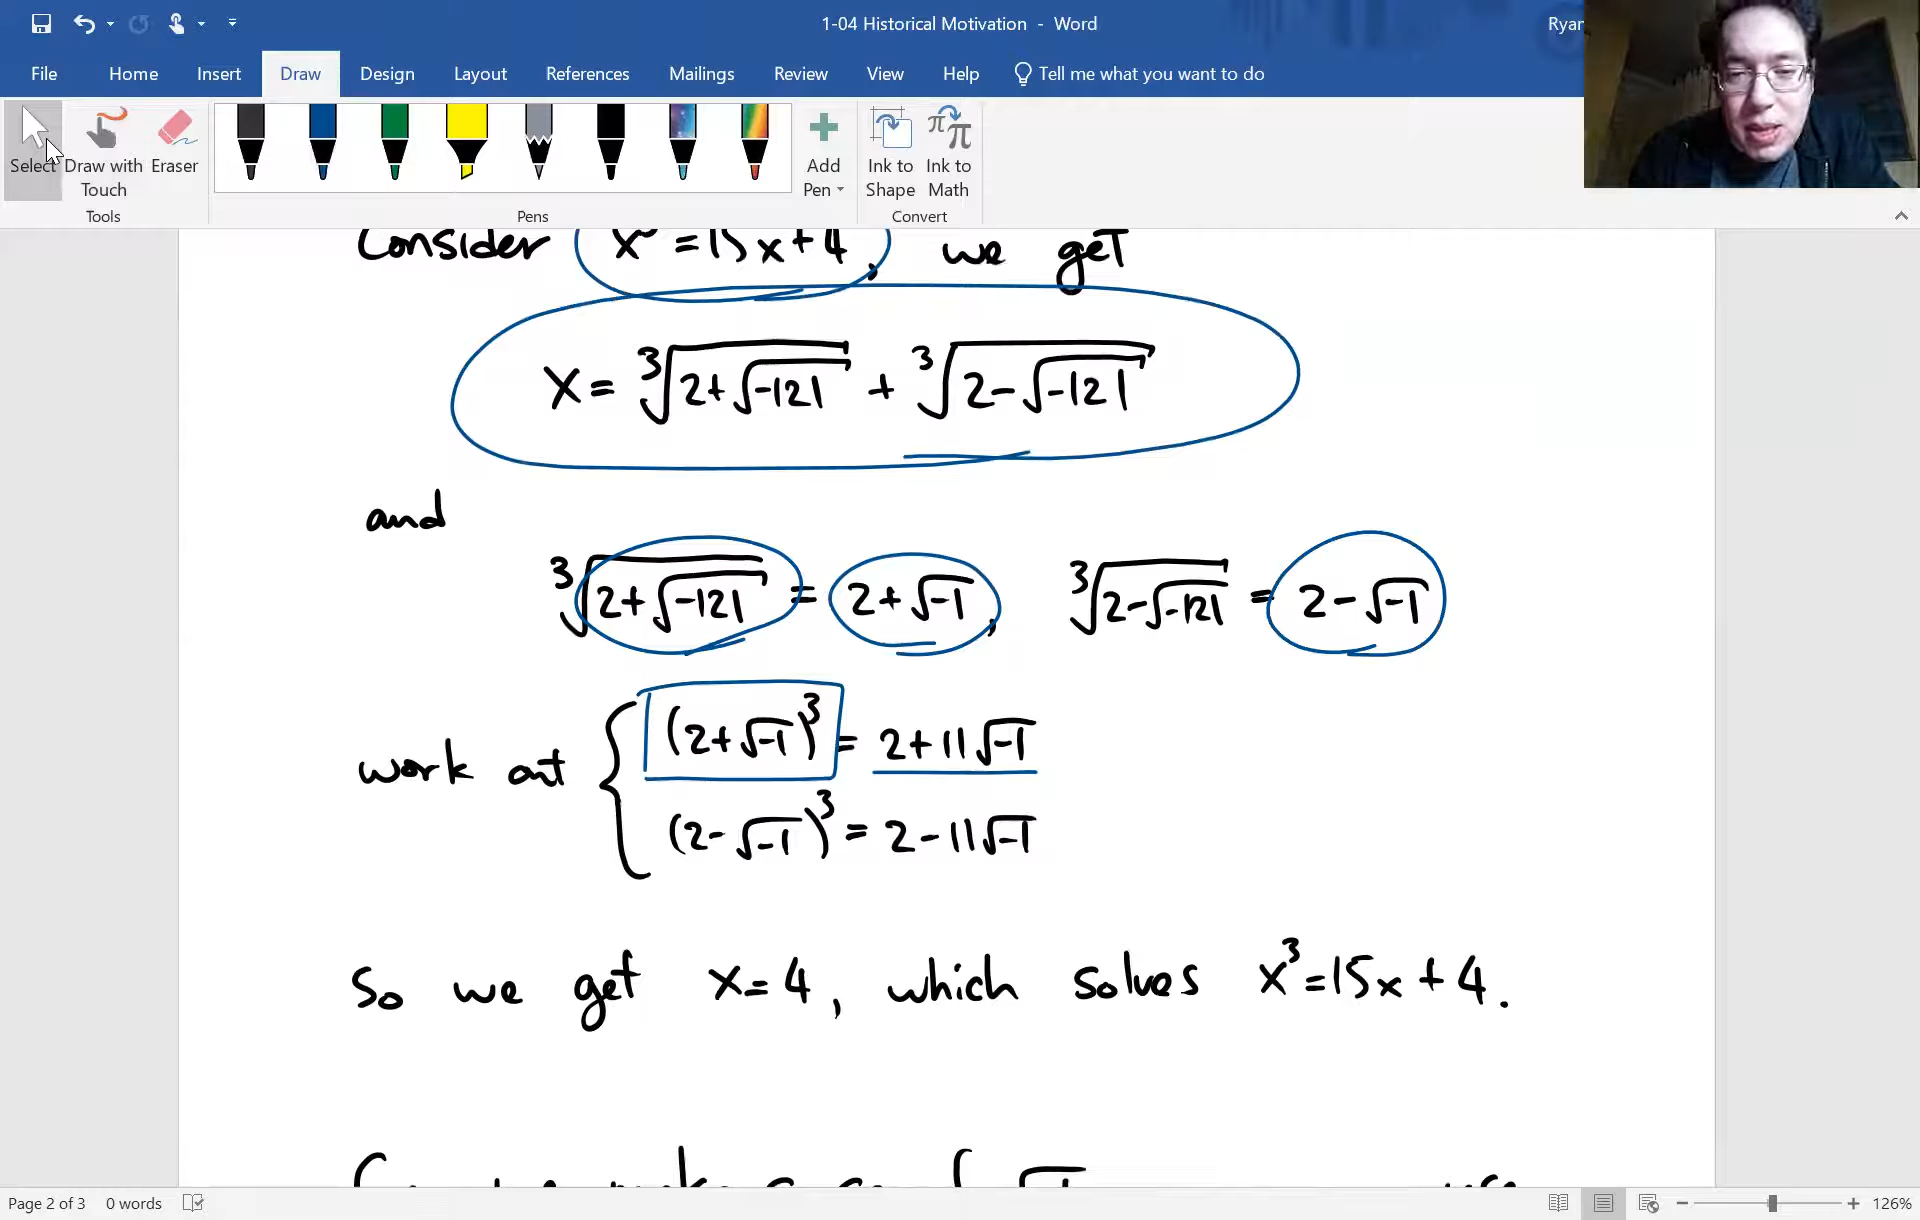 1-04 Historical Motivation - Word
Ryan
File Home Insert Draw Design Layout References Mailings Review View Help Tell me what you want to do
Select Draw with Touch Eraser
Add Pen
Ink to Shape
Ink to Math
Tools Pens Convert
Consider x³ = 15x + 4, we get
x = ∛(2+√-121) + ∛(2-√-121)
and
∛(2+√-121) = 2+√-1, ∛(2-√-121) = 2-√-1
work out { (2+√-1)³ = 2+11√-1
(2-√-1)³ = 2-11√-1
So we get x=4, which solves x³=15x+4.
Page 2 of 3 0 words 126%